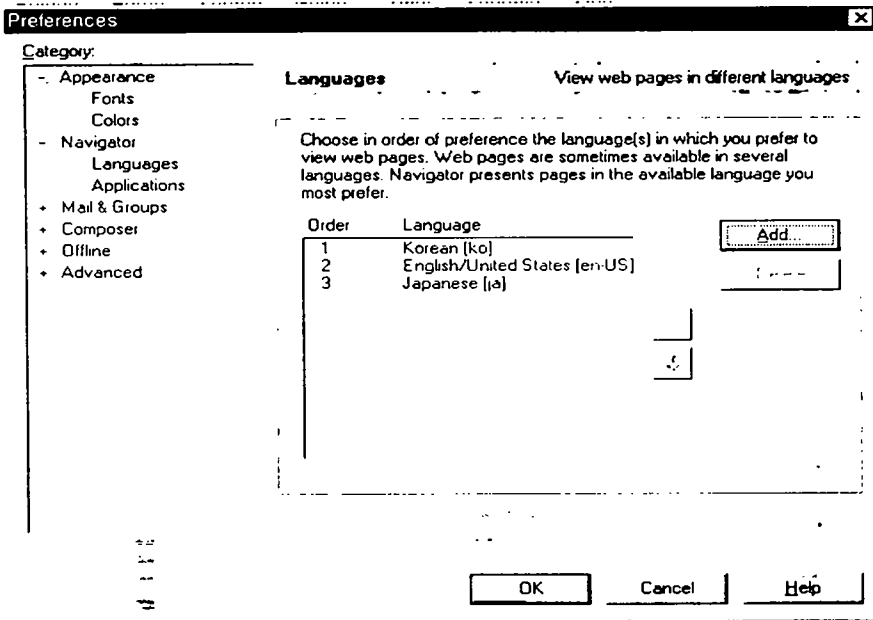 Preferences
Category:
- Appearance
Fonts
Colors
- Navigator
Languages
Applications
+ Mail & Groups
+ Composer
+ Offline
+ Advanced
Languages View web pages in different languages
Choose in order of preference the language(s) in which you prefer to
view web pages. Web pages are sometimes available in several
languages. Navigator presents pages in the available language you
most prefer.
Order Language
1 Korean [ko]
2 English/United States [en-US]
3 Japanese [ja]
Add...
OK Cancel Help